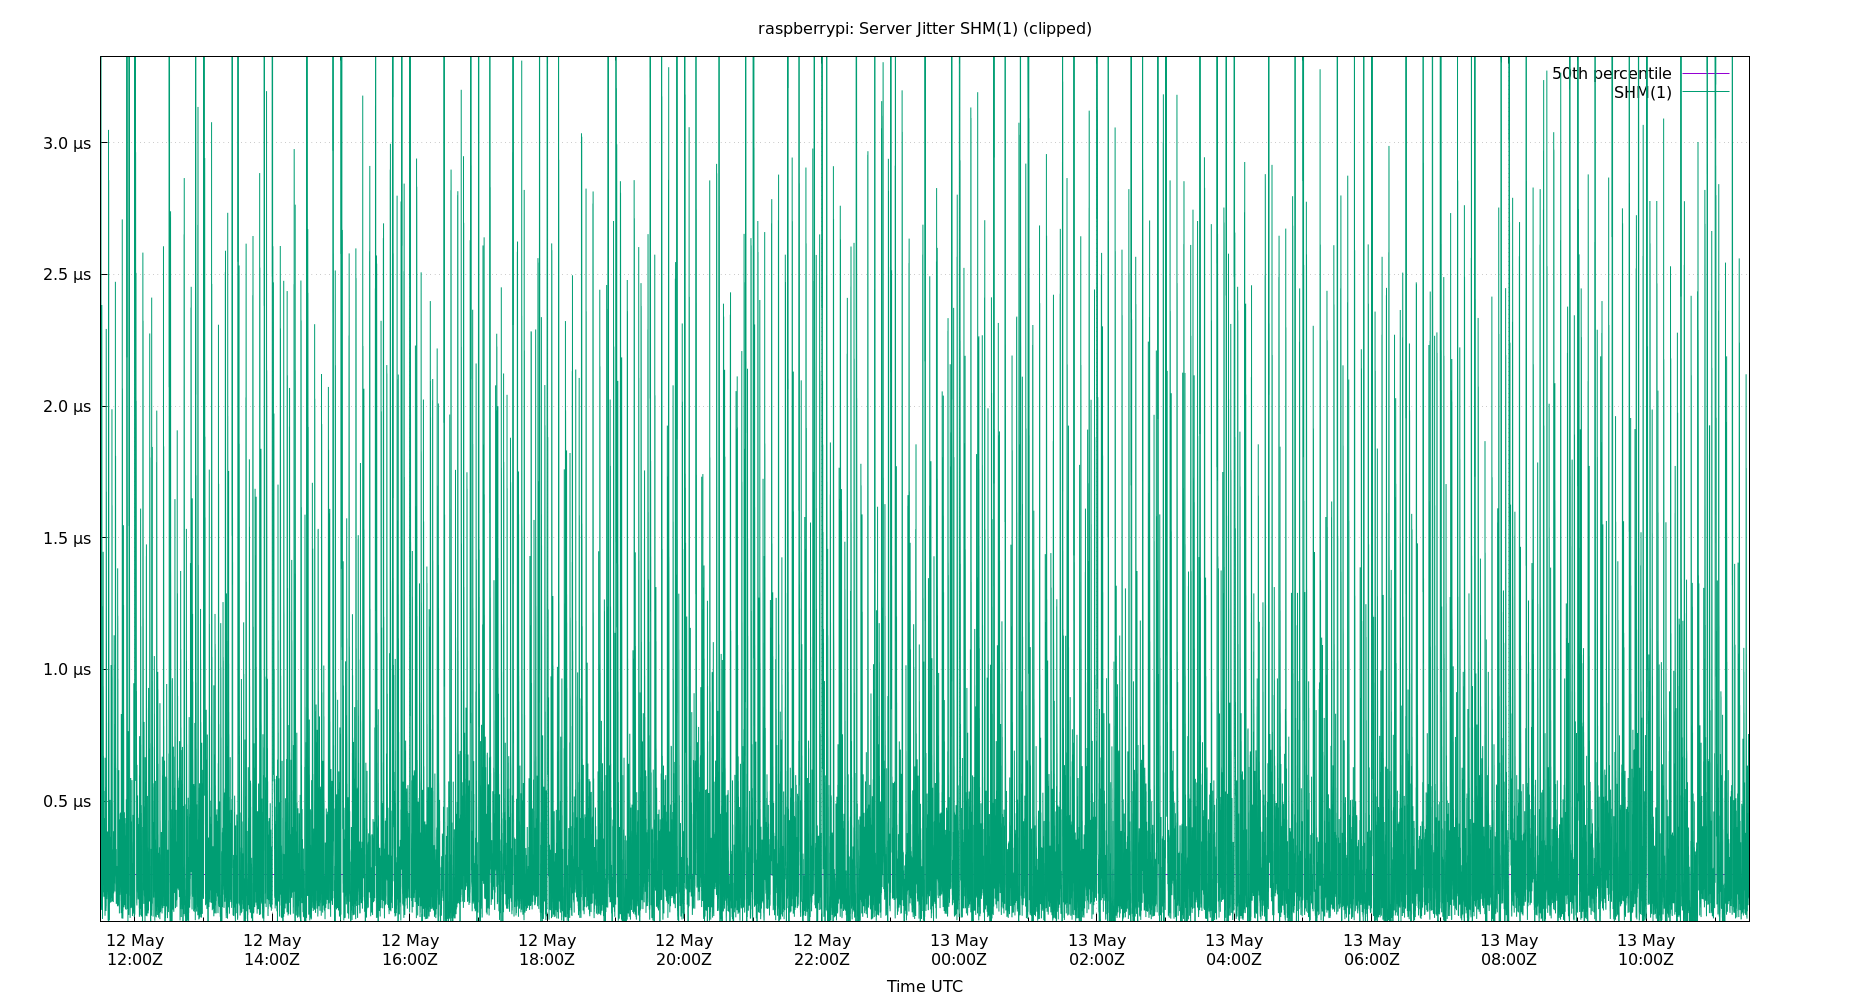 raspberrypi: Server Jitter SHM(1) (clipped)
50th percentile
SHM(1)
3.0 µs
2.5 µs
2.0 µs
1.5 µs
1.0 µs
0.5 µs
12 May 12 May 12 May 12 May 12 May 12 May 13 May 13 May 13 May 13 May 13 May 13 May
12:00Z 14:00Z 16:00Z 18:00Z 20:00Z 22:00Z 00:00Z 02:00Z 04:00Z 06:00Z 08:00Z 10:00Z
Time UTC